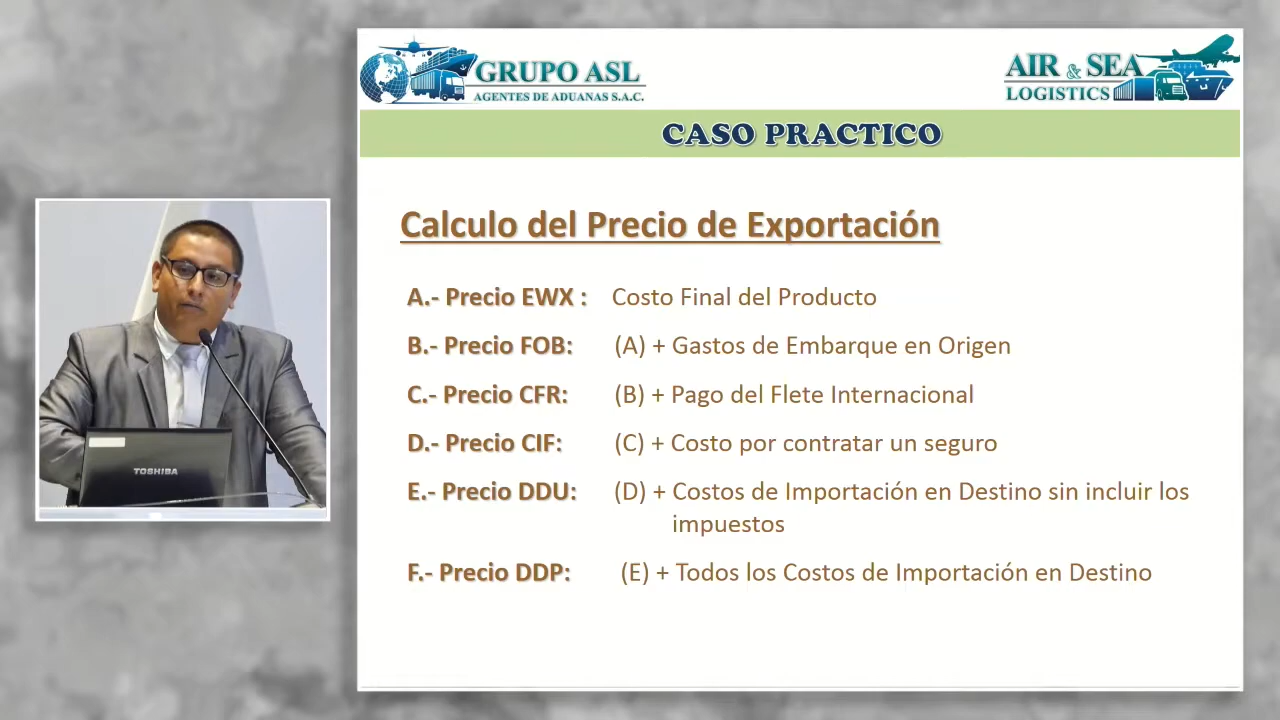 GRUPO ASL
AGENTES DE ADUANAS S.A.C.
AIR & SEA
LOGISTICS
CASO PRACTICO
Calculo del Precio de Exportación
A.- Precio EWX : Costo Final del Producto
B.- Precio FOB: (A) + Gastos de Embarque en Origen
C.- Precio CFR: (B) + Pago del Flete Internacional
D.- Precio CIF: (C) + Costo por contratar un seguro
E.- Precio DDU: (D) + Costos de Importación en Destino sin incluir los
impuestos
F.- Precio DDP: (E) + Todos los Costos de Importación en Destino
TOSHIBA